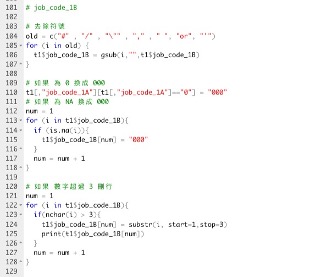 101 # job_code_1B
102
103 # 去除符號
104 old = c("#" , "/" , "\"" , "," , " ", "or", "'")
105 for (i in old) {
106 t1$job_code_1B = gsub(i,"",t1$job_code_1B)
107 }
108
109 # 如果 為 0 換成 000
110 t1[,"job_code_1A"][t1[,"job_code_1A"]=="0"] = "000"
111 # 如果 為 NA 換成 000
112 num = 1
113 for (i in t1$job_code_1B){
114 if (is.na(i)){
115 t1$job_code_1B[num] = "000"
116 }
117 num = num + 1
118 }
119
120 # 如果 數字超過 3 刪行
121 num = 1
122 for (i in t1$job_code_1B){
123 if(nchar(i) > 3){
124 t1$job_code_1B[num] = substr(i, start=1,stop=3)
125 print(t1$job_code_1B[num])
126 }
127 num = num + 1
128 }
129